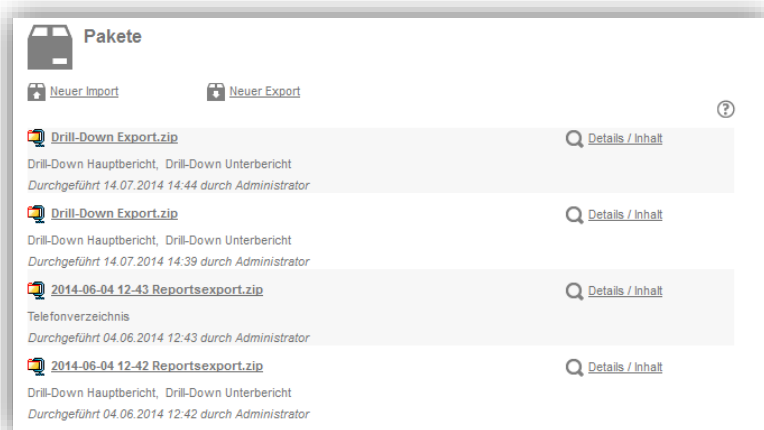 Pakete
Neuer Import Neuer Export
?
Drill-Down Export.zip Details / Inhalt
Drill-Down Hauptbericht, Drill-Down Unterbericht
Durchgeführt 14.07.2014 14:44 durch Administrator
Drill-Down Export.zip Details / Inhalt
Drill-Down Hauptbericht, Drill-Down Unterbericht
Durchgeführt 14.07.2014 14:39 durch Administrator
2014-06-04 12-43 Reportsexport.zip Details / Inhalt
Telefonverzeichnis
Durchgeführt 04.06.2014 12:43 durch Administrator
2014-06-04 12-42 Reportsexport.zip Details / Inhalt
Drill-Down Hauptbericht, Drill-Down Unterbericht
Durchgeführt 04.06.2014 12:42 durch Administrator